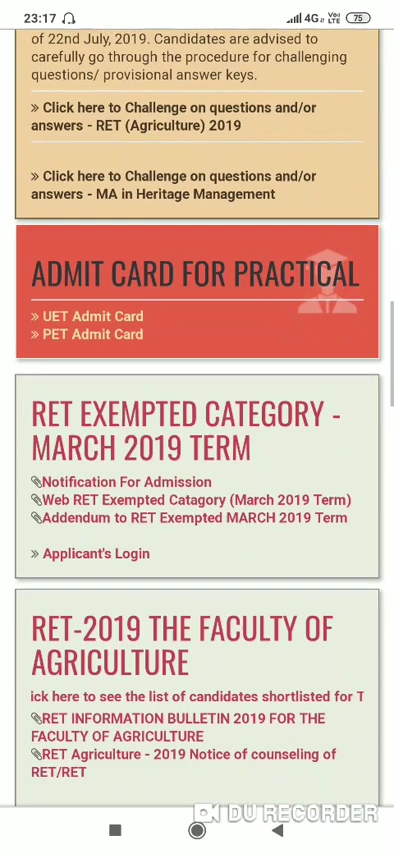 23:17
4G
Vo)
LTE
75
of 22nd July, 2019. Candidates are advised to
carefully go through the procedure for challenging
questions/ provisional answer keys.
» Click here to Challenge on questions and/or
answers - RET (Agriculture) 2019
» Click here to Challenge on questions and/or
answers - MA in Heritage Management
ADMIT CARD FOR PRACTICAL
» UET Admit Card
» PET Admit Card
RET EXEMPTED CATEGORY -
MARCH 2019 TERM
Notification For Admission
Web RET Exempted Catagory (March 2019 Term)
Addendum to RET Exempted MARCH 2019 Term
» Applicant's Login
RET-2019 THE FACULTY OF
AGRICULTURE
ick here to see the list of candidates shortlisted for T
RET INFORMATION BULLETIN 2019 FOR THE
FACULTY OF AGRICULTURE
RET Agriculture - 2019 Notice of counseling of
RET/RET
DU RECORDER